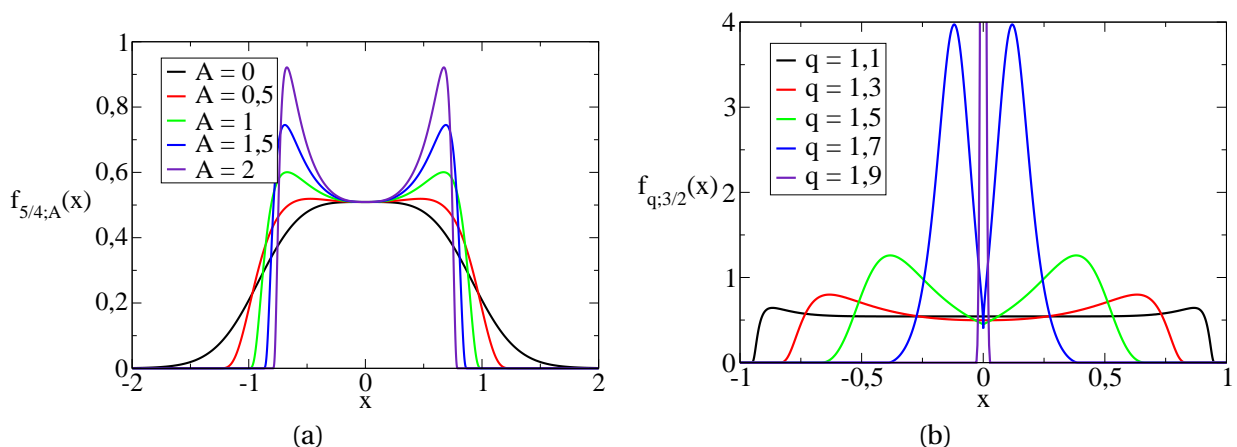 1
0,8
0,6
0,4
0,2
0
f5/4;A(x)
A = 0
A = 0,5
A = 1
A = 1,5
A = 2
-2
-1
0
1
2
x
(a)
4
3
2
1
0
fq;3/2(x)
q = 1,1
q = 1,3
q = 1,5
q = 1,7
q = 1,9
-1
-0,5
0
0,5
1
x
(b)